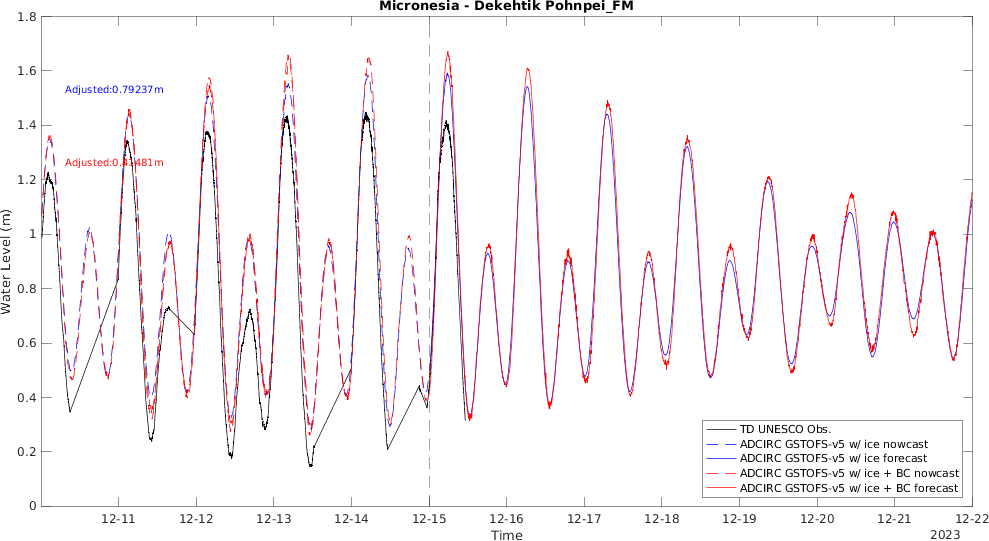 Micronesia - Dekehtik Pohnpei_FM
1.8
1.6
1.4
1.2
1
0.8
0.6
0.4
0.2
0
Water Level (m)
Adjusted:0.79237m
Adjusted:0.41481m
TD UNESCO Obs.
ADCIRC GSTOFS-v5 w/ ice nowcast
ADCIRC GSTOFS-v5 w/ ice forecast
ADCIRC GSTOFS-v5 w/ ice + BC nowcast
ADCIRC GSTOFS-v5 w/ ice + BC forecast
12-11 12-12 12-13 12-14 12-15 12-16 12-17 12-18 12-19 12-20 12-21 12-22
Time
2023